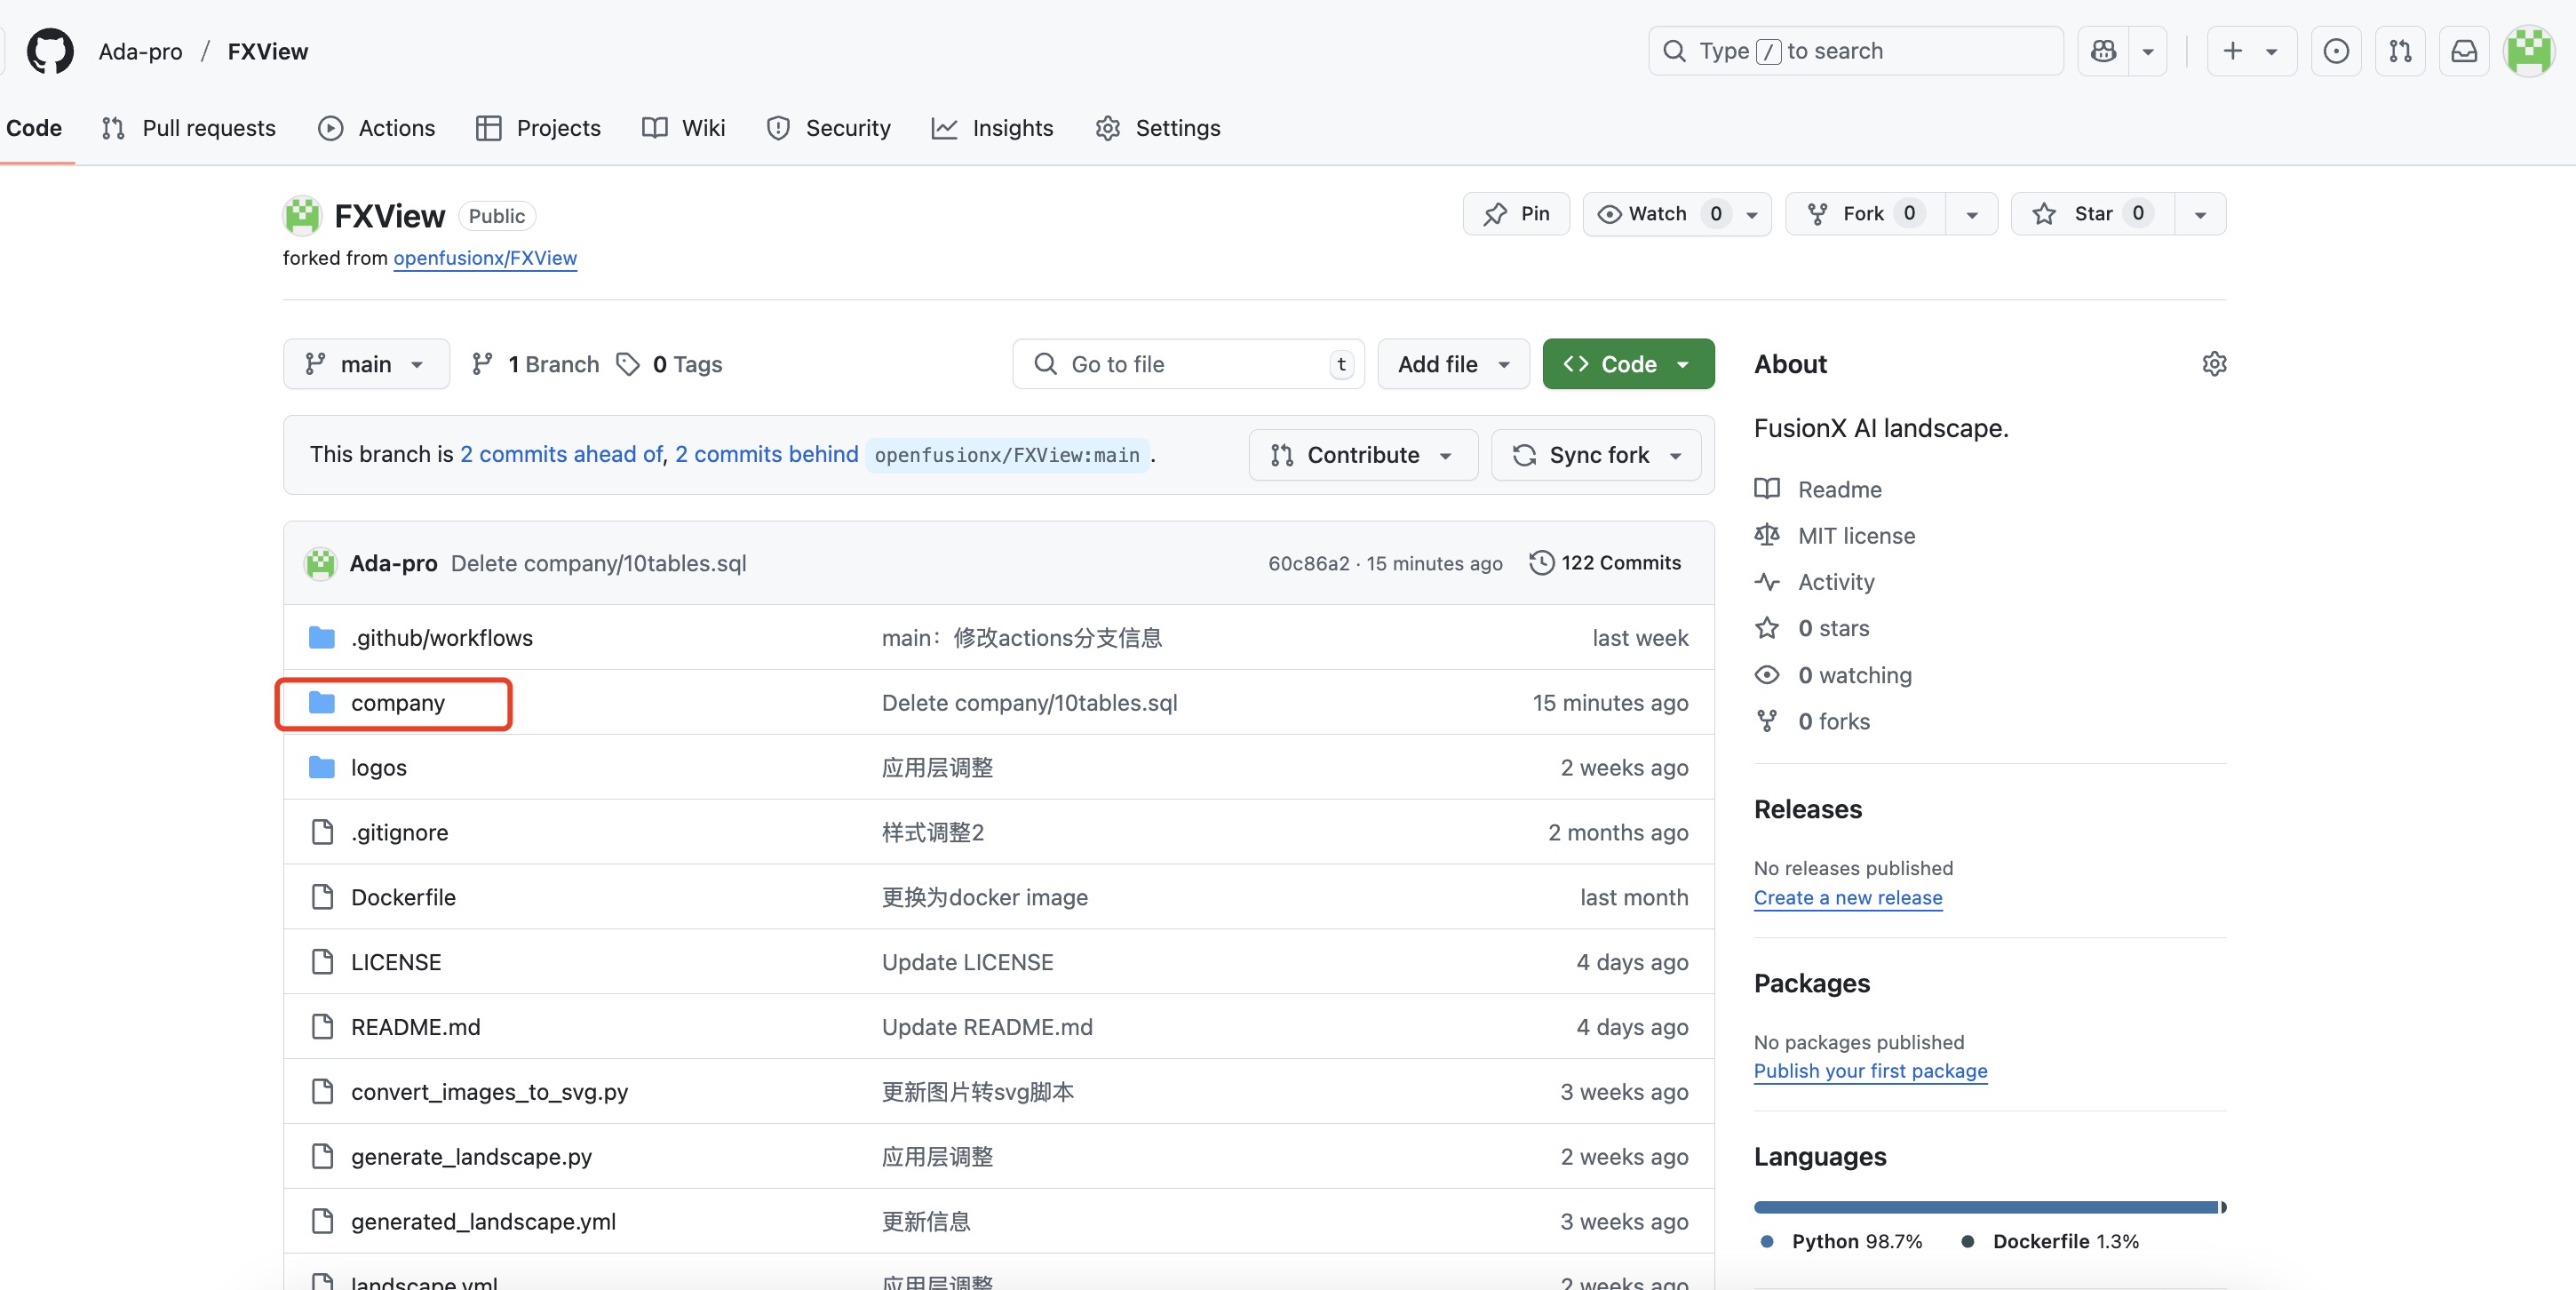 Ada-pro / FXView
Type / to search
Code Pull requests Actions Projects Wiki Security Insights Settings
FXView Public
Pin Watch 0 Fork 0 Star 0
forked from openfusionx/FXView
main 1 Branch 0 Tags
Go to file t Add file Code
This branch is 2 commits ahead of, 2 commits behind openfusionx/FXView:main .
Contribute Sync fork
Ada-pro Delete company/10tables.sql 60c86a2 · 15 minutes ago 122 Commits
.github/workflows main：修改actions分支信息 last week
company Delete company/10tables.sql 15 minutes ago
logos 应用层调整 2 weeks ago
.gitignore 样式调整2 2 months ago
Dockerfile 更换为docker image last month
LICENSE Update LICENSE 4 days ago
README.md Update README.md 4 days ago
convert_images_to_svg.py 更新图片转svg脚本 3 weeks ago
generate_landscape.py 应用层调整 2 weeks ago
generated_landscape.yml 更新信息 3 weeks ago
landscape.yml 应用层调整 2 weeks ago
About
FusionX AI landscape.
Readme
MIT license
Activity
0 stars
0 watching
0 forks
Releases
No releases published
Create a new release
Packages
No packages published
Publish your first package
Languages
Python 98.7% Dockerfile 1.3%